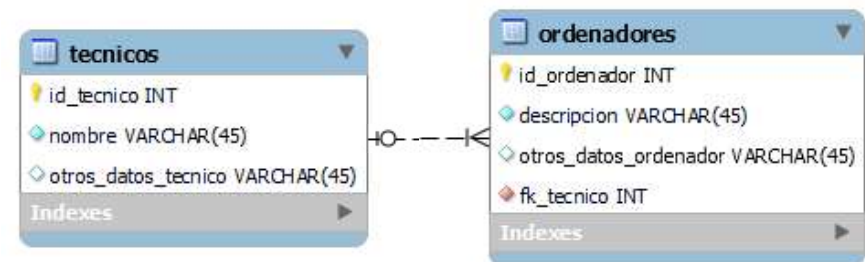 tecnicos
id_tecnico INT
nombre VARCHAR(45)
otros_datos_tecnico VARCHAR(45)
Indexes
ordenadores
id_ordenador INT
descripcion VARCHAR(45)
otros_datos_ordenador VARCHAR(45)
fk_tecnico INT
Indexes